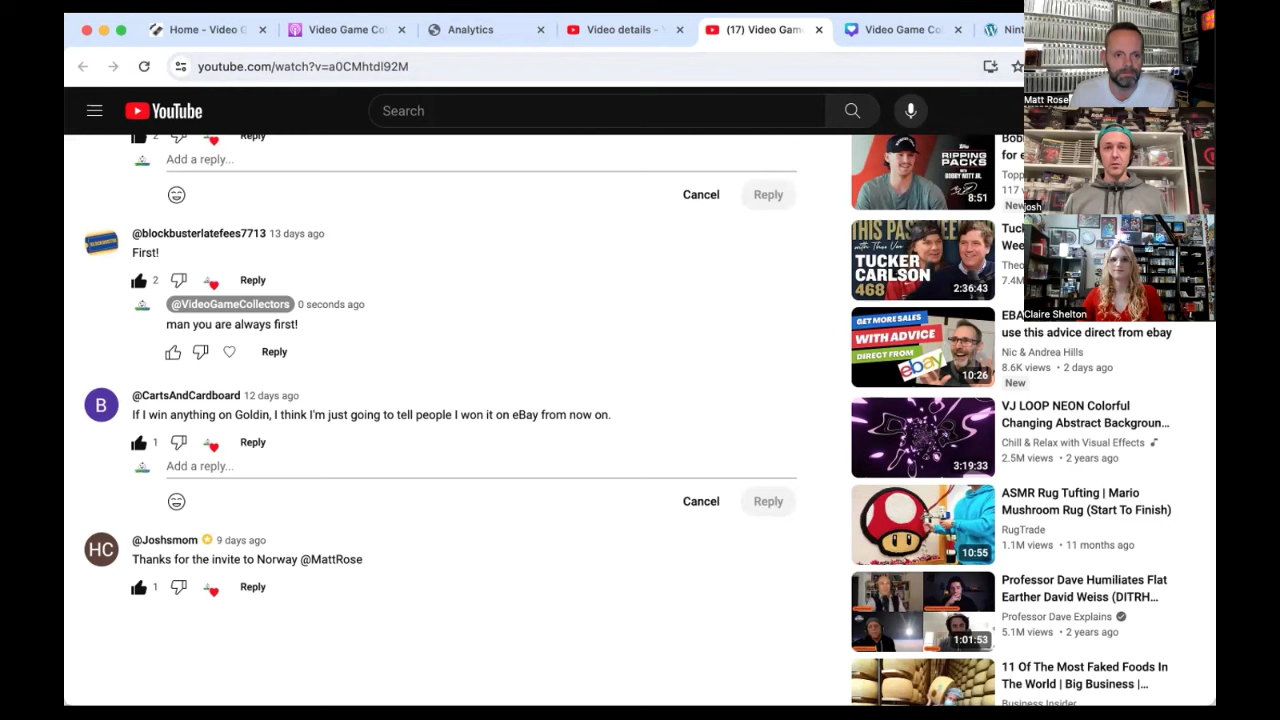 Home - Video G
Video Game Co
Analytics
Video details -
(17) Video Gam
Video Game Co
Nin
youtube.com/watch?v=a0CMhtdl92M
YouTube
Search
2
Reply
Add a reply...
Cancel
Reply
@blockbusterlatefees7713 13 days ago
First!
2
Reply
@VideoGameCollectors 0 seconds ago
man you are always first!
Reply
B
@CartsAndCardboard 12 days ago
If I win anything on Goldin, I think I'm just going to tell people I won it on eBay from now on.
1
Reply
Add a reply...
Cancel
Reply
HC
@Joshsmom 9 days ago
Thanks for the invite to Norway @MattRose
1
Reply
RIPPING
PACKS
8:51
Bob
for e
Topp
117 v
New
THIS PAS WEEK
TUCKER
CARLSON
468
2:36:43
Tuc
Wee
Theo
7.4M
GET MORE SALES
WITH ADVICE
DIRECT FROM
ebay
10:26
EBA
use this advice direct from ebay
Nic & Andrea Hills
8.6K views • 2 days ago
New
3:19:33
VJ LOOP NEON Colorful
Changing Abstract Backgroun...
Chill & Relax with Visual Effects
2.5M views • 2 years ago
10:55
ASMR Rug Tufting | Mario
Mushroom Rug (Start To Finish)
RugTrade
1.1M views • 11 months ago
1:01:53
Professor Dave Humiliates Flat
Earther David Weiss (DITRH...
Professor Dave Explains
5.1M views • 2 years ago
11 Of The Most Faked Foods In
The World | Big Business |...
Business Insider
Matt Rose
josh
Claire Shelton